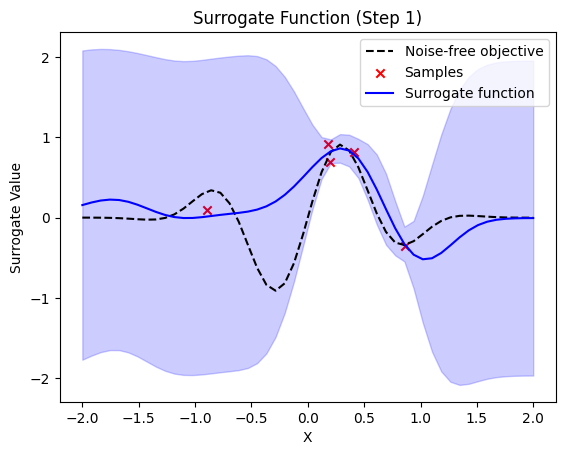 Surrogate Function (Step 1)
Noise-free objective
Samples
Surrogate function
Surrogate Value
2
1
0
−1
−2
−2.0 −1.5 −1.0 −0.5 0.0 0.5 1.0 1.5 2.0
X